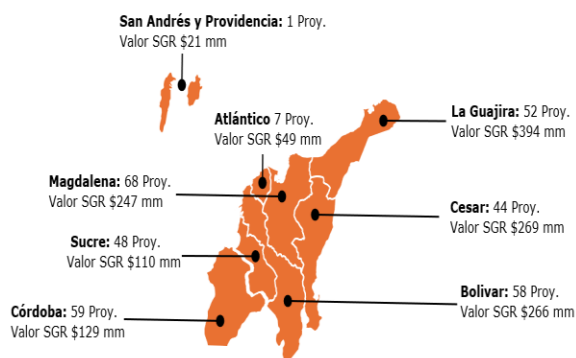 San Andrés y Providencia: 1 Proy.
Valor SGR $21 mm
La Guajira: 52 Proy.
Valor SGR $394 mm
Atlántico 7 Proy.
Valor SGR $49 mm
Magdalena: 68 Proy.
Valor SGR $247 mm
Cesar: 44 Proy.
Valor SGR $269 mm
Sucre: 48 Proy.
Valor SGR $110 mm
Bolivar: 58 Proy.
Valor SGR $266 mm
Córdoba: 59 Proy.
Valor SGR $129 mm